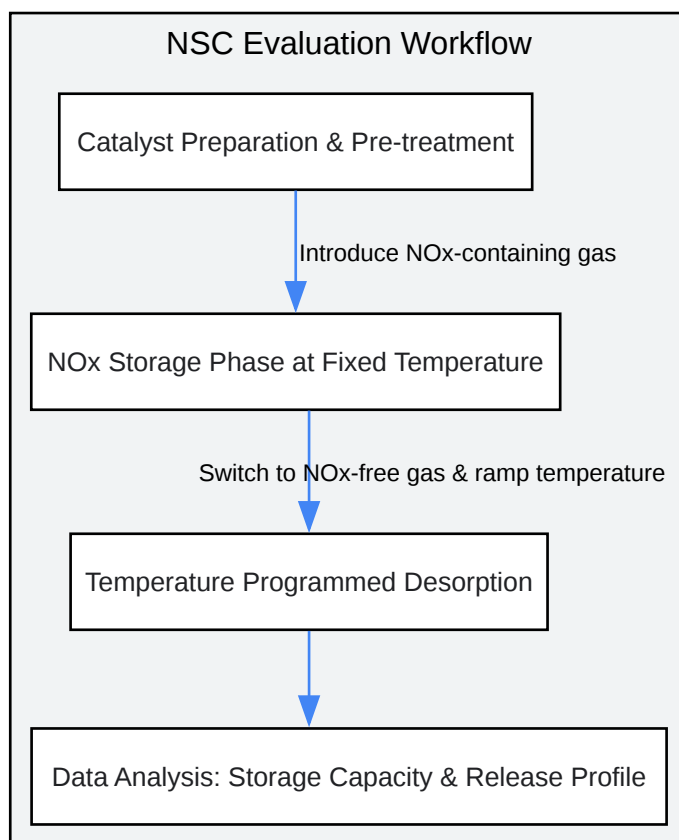 NSC Evaluation Workflow
Catalyst Preparation & Pre-treatment
Introduce NOx-containing gas
NOx Storage Phase at Fixed Temperature
Switch to NOx-free gas & ramp temperature
Temperature Programmed Desorption
Data Analysis: Storage Capacity & Release Profile